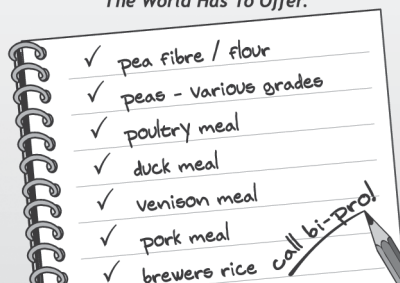 The World Has To Offer.
✓ pea fibre / flour
✓ peas - various grades
✓ poultry meal
✓ duck meal
✓ venison meal
✓ pork meal
✓ brewers rice
call bi-pro!